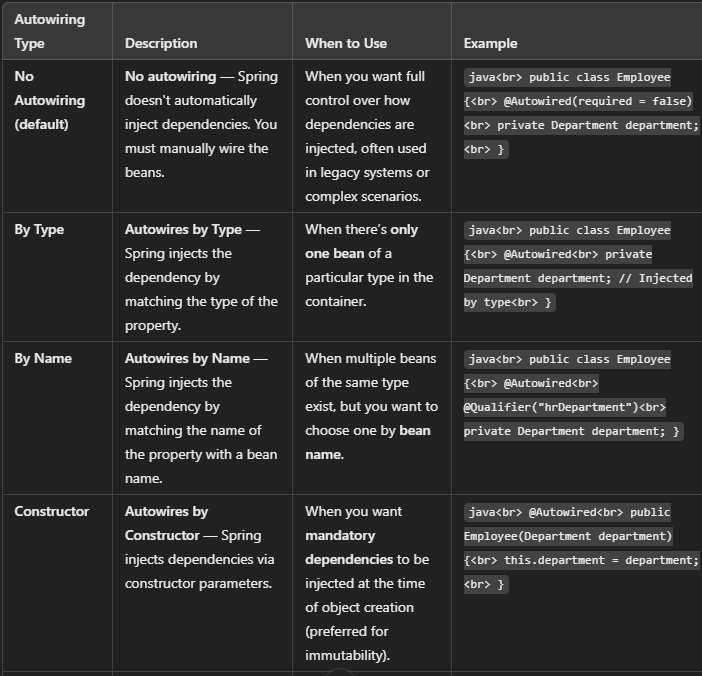 Autowiring Type | Description | When to Use | Example
No Autowiring (default) | No autowiring — Spring doesn't automatically inject dependencies. You must manually wire the beans. | When you want full control over how dependencies are injected, often used in legacy systems or complex scenarios. | java<br> public class Employee {<br> @Autowired(required = false)<br> private Department department;<br> }
By Type | Autowires by Type — Spring injects the dependency by matching the type of the property. | When there's only one bean of a particular type in the container. | java<br> public class Employee {<br> @Autowired<br> private Department department; // Injected by type<br> }
By Name | Autowires by Name — Spring injects the dependency by matching the name of the property with a bean name. | When multiple beans of the same type exist, but you want to choose one by bean name. | java<br> public class Employee {<br> @Autowired<br> @Qualifier("hrDepartment")<br> private Department department; }
Constructor | Autowires by Constructor — Spring injects dependencies via constructor parameters. | When you want mandatory dependencies to be injected at the time of object creation (preferred for immutability). | java<br> @Autowired<br> public Employee(Department department) {<br> this.department = department;<br> }